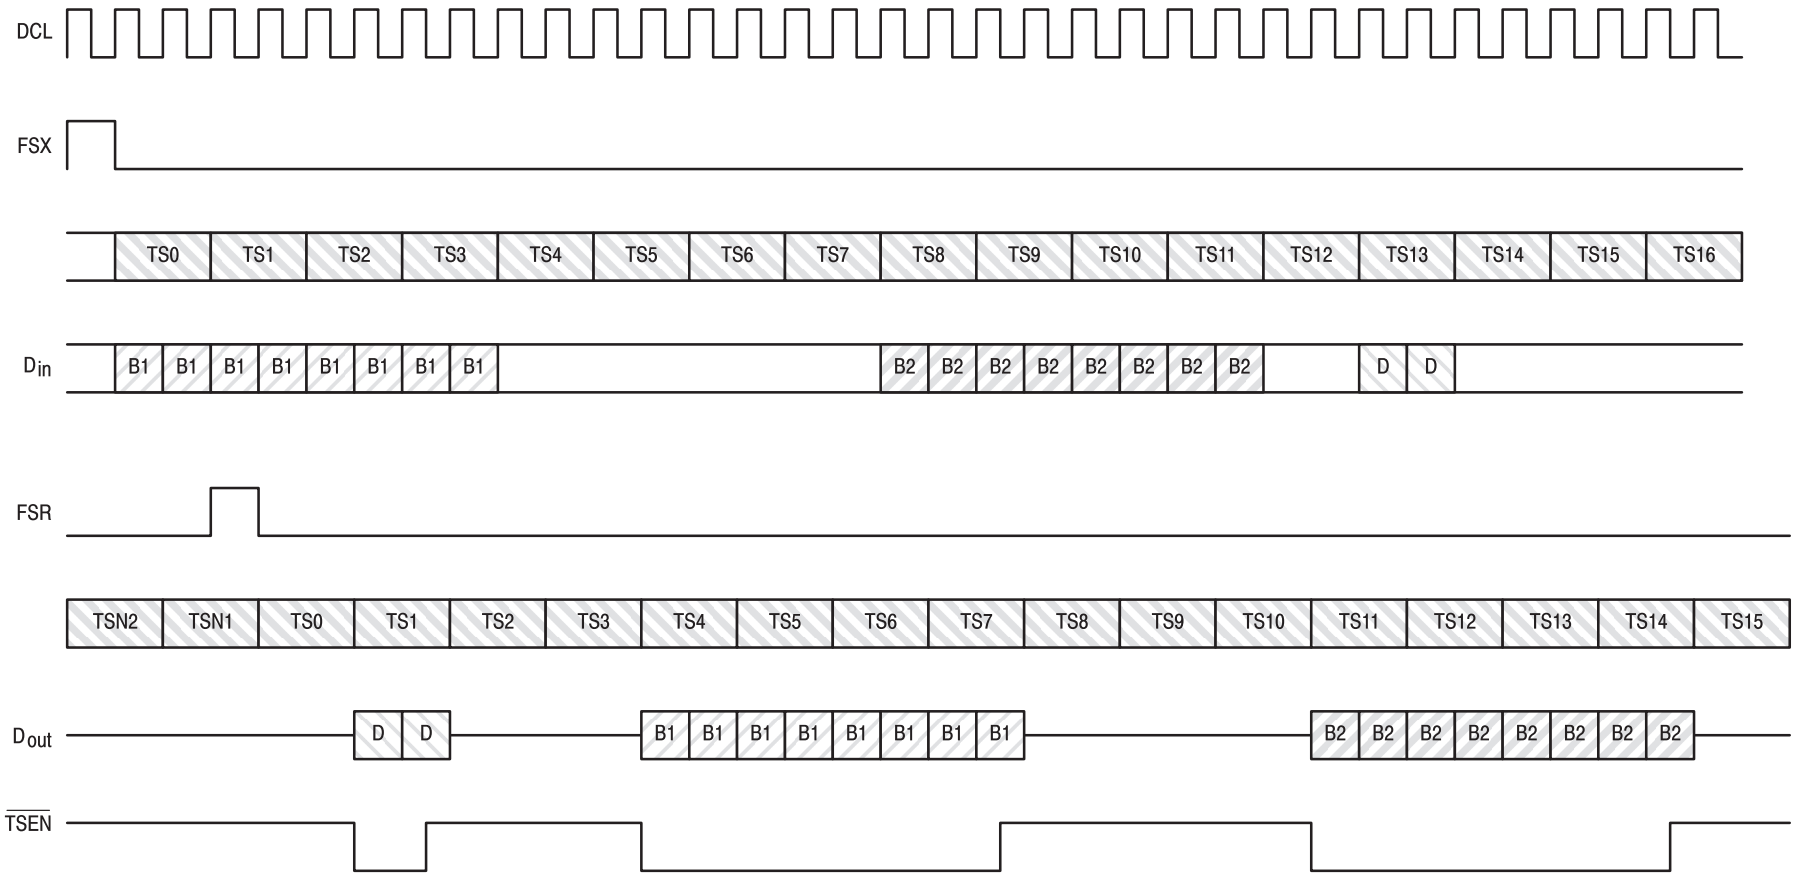 DCL
FSX
TS0 TS1 TS2 TS3 TS4 TS5 TS6 TS7 TS8 TS9 TS10 TS11 TS12 TS13 TS14 TS15 TS16
Din B1 B1 B1 B1 B1 B1 B1 B1 B2 B2 B2 B2 B2 B2 B2 B2 D D
FSR
TSN2 TSN1 TS0 TS1 TS2 TS3 TS4 TS5 TS6 TS7 TS8 TS9 TS10 TS11 TS12 TS13 TS14 TS15
Dout D D B1 B1 B1 B1 B1 B1 B1 B1 B2 B2 B2 B2 B2 B2 B2 B2
TSEN